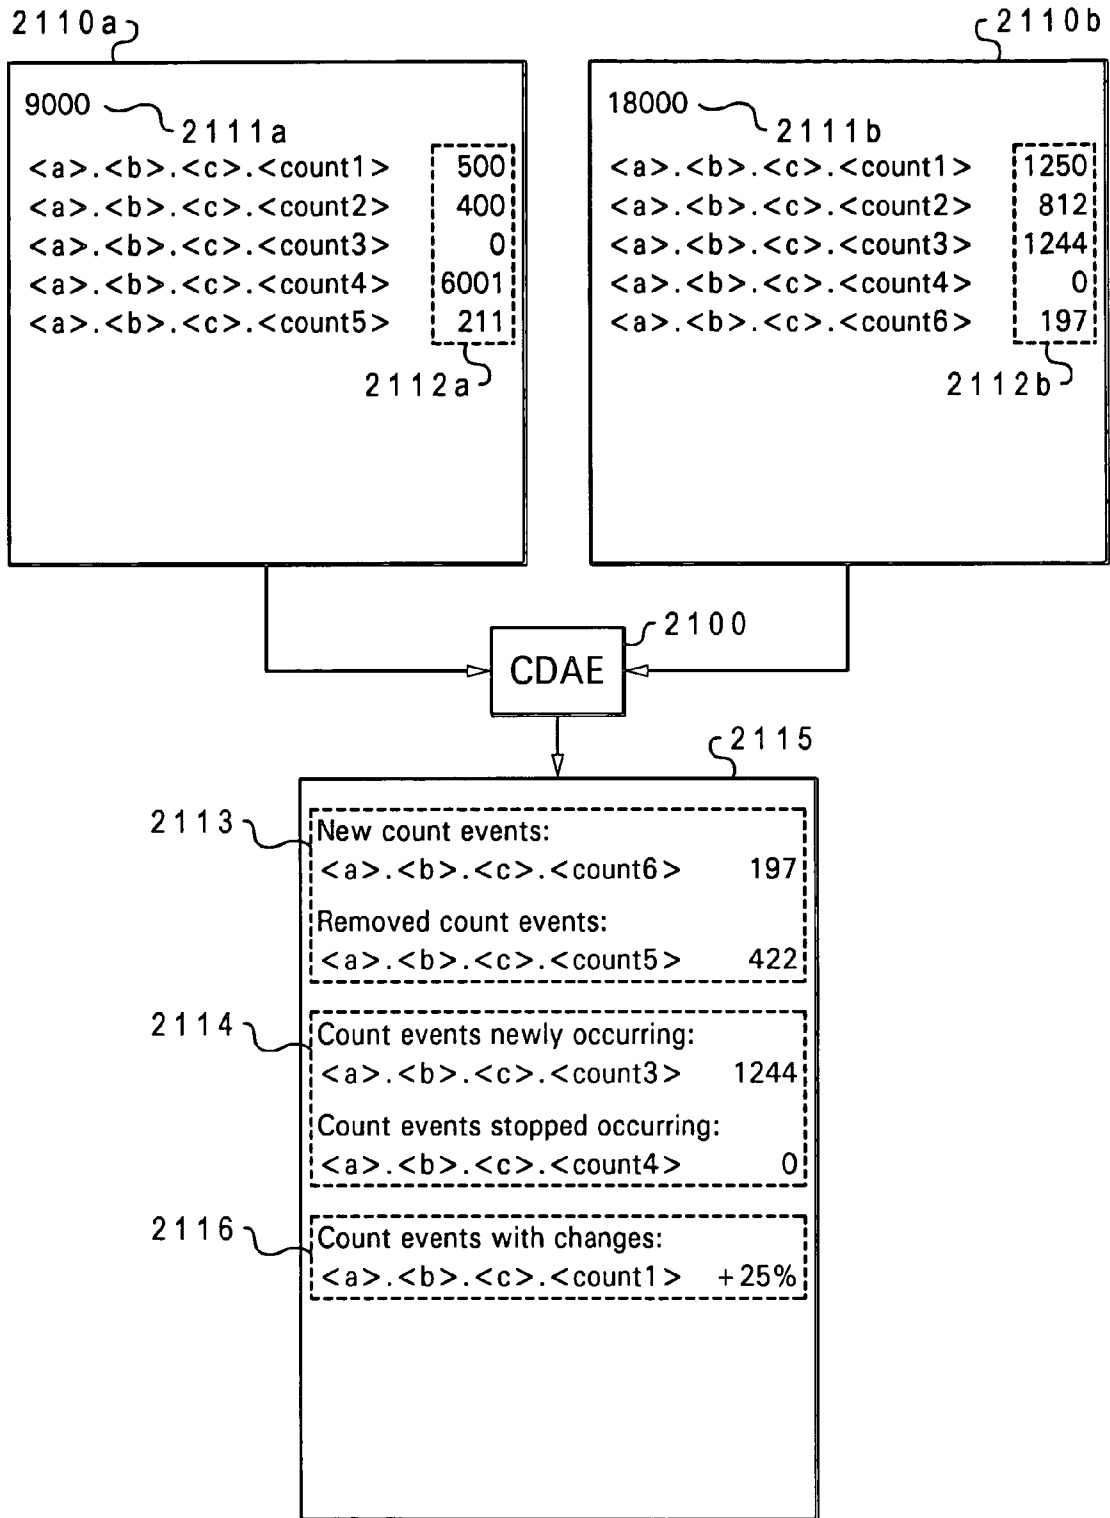 2110a
2110b
9000
2111a
<a>.<b>.<c>.<count1> 500
<a>.<b>.<c>.<count2> 400
<a>.<b>.<c>.<count3> 0
<a>.<b>.<c>.<count4> 6001
<a>.<b>.<c>.<count5> 211
2112a
18000
2111b
<a>.<b>.<c>.<count1> 1250
<a>.<b>.<c>.<count2> 812
<a>.<b>.<c>.<count3> 1244
<a>.<b>.<c>.<count4> 0
<a>.<b>.<c>.<count6> 197
2112b
2100
CDAE
2115
2113
New count events:
<a>.<b>.<c>.<count6> 197
Removed count events:
<a>.<b>.<c>.<count5> 422
2114
Count events newly occurring:
<a>.<b>.<c>.<count3> 1244
Count events stopped occurring:
<a>.<b>.<c>.<count4> 0
2116
Count events with changes:
<a>.<b>.<c>.<count1> +25%